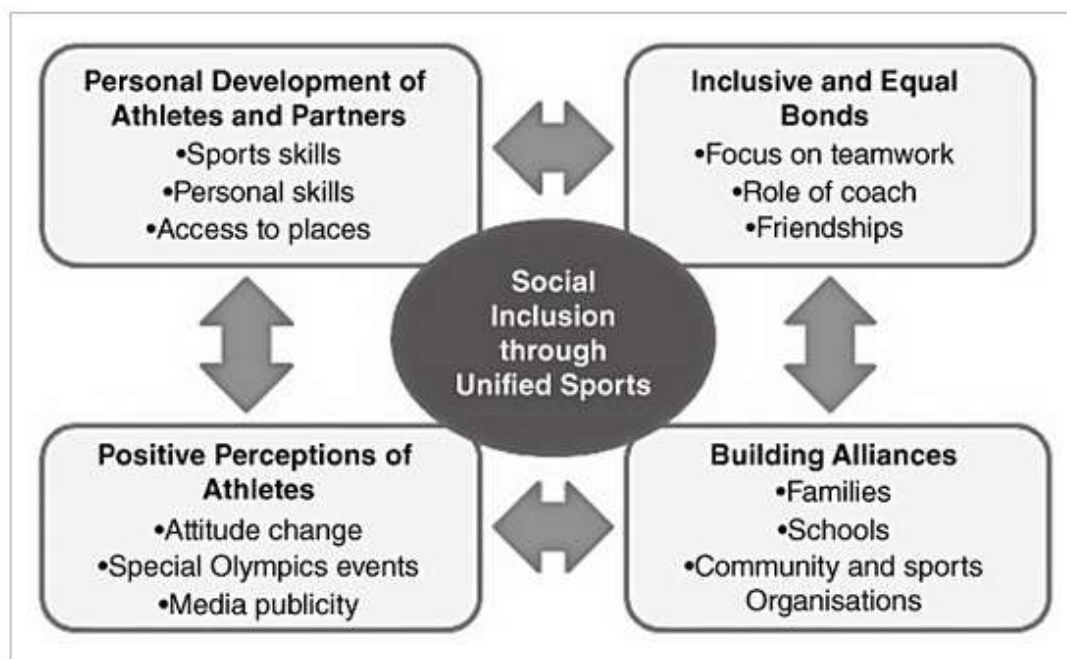 Personal Development of
Athletes and Partners
•Sports skills
•Personal skills
•Access to places
Inclusive and Equal
Bonds
•Focus on teamwork
•Role of coach
•Friendships
Social
Inclusion
through
Unified Sports
Positive Perceptions of
Athletes
•Attitude change
•Special Olympics events
•Media publicity
Building Alliances
•Families
•Schools
•Community and sports
Organisations